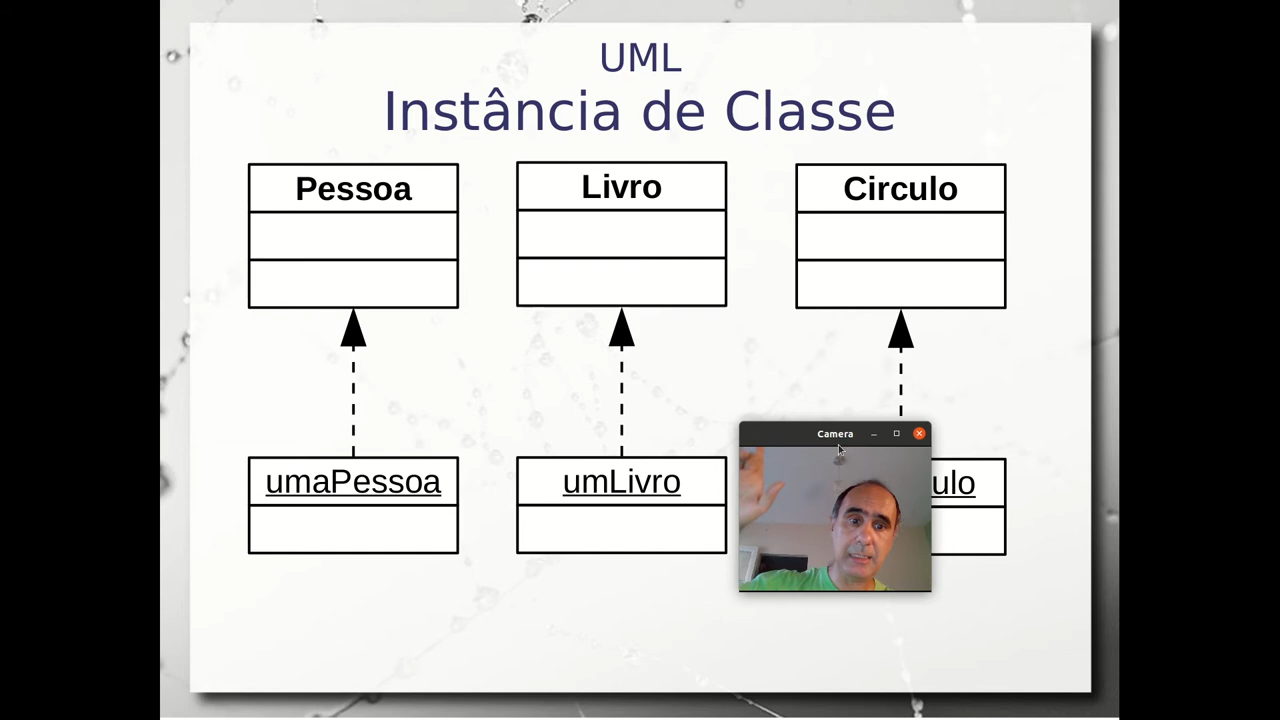 UML
Instância de Classe
Pessoa
Livro
Circulo
Camera
umaPessoa
umLivro
ulo